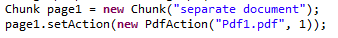 Chunk page1 = new Chunk("separate document");
page1.setAction(new PdfAction("Pdf1.pdf", 1));